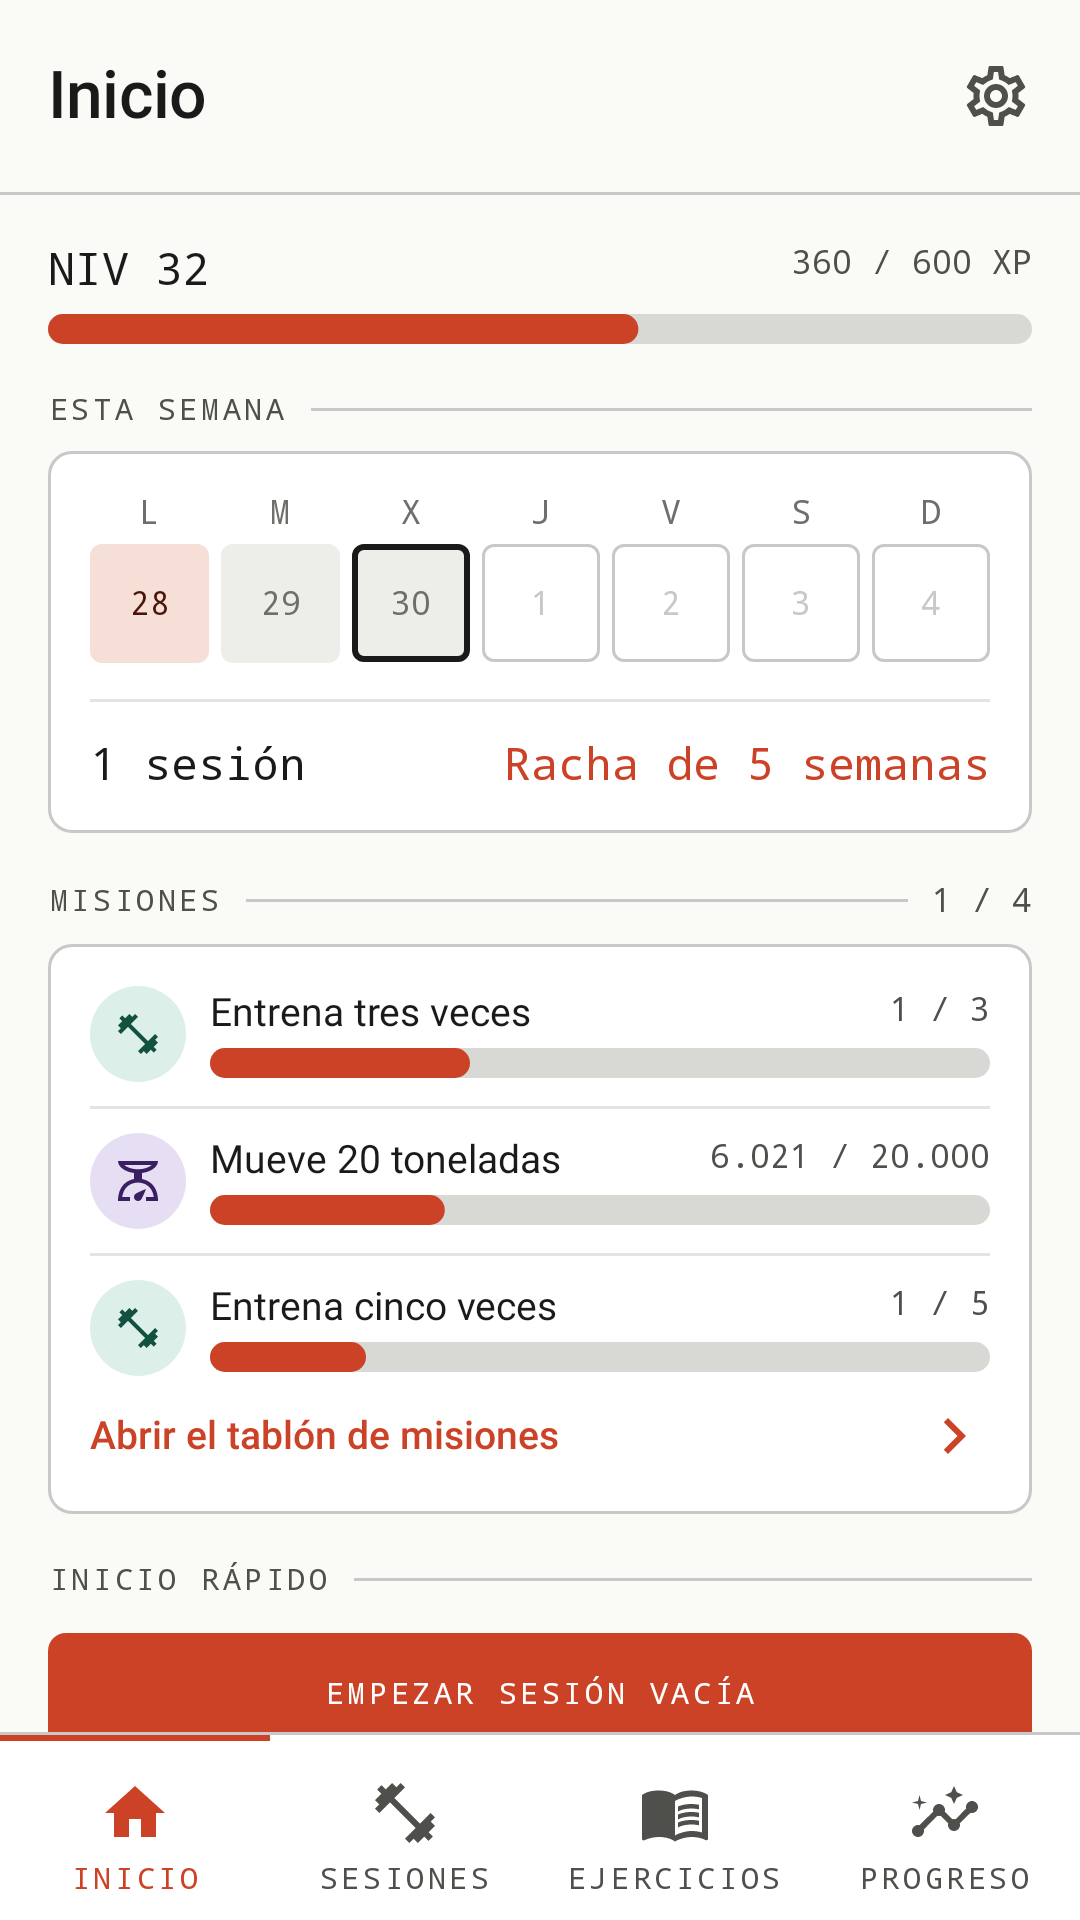 Inicio
NIV 32
360 / 600 XP
ESTA SEMANA
L M X J V S D
28 29 30 1 2 3 4
1 sesión
Racha de 5 semanas
MISIONES
1 / 4
Entrena tres veces
1 / 3
Mueve 20 toneladas
6.021 / 20.000
Entrena cinco veces
1 / 5
Abrir el tablón de misiones
INICIO RÁPIDO
EMPEZAR SESIÓN VACÍA
INICIO SESIONES EJERCICIOS PROGRESO